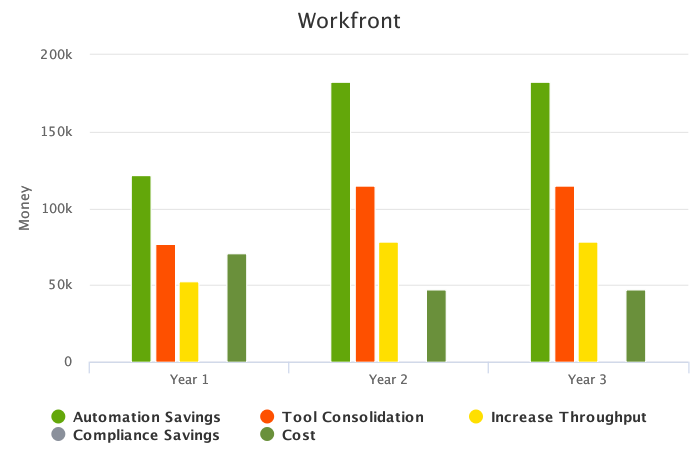 Workfront
200k
150k
100k
50k
0
Money
Year 1 Year 2 Year 3
Automation Savings Tool Consolidation Increase Throughput
Compliance Savings Cost